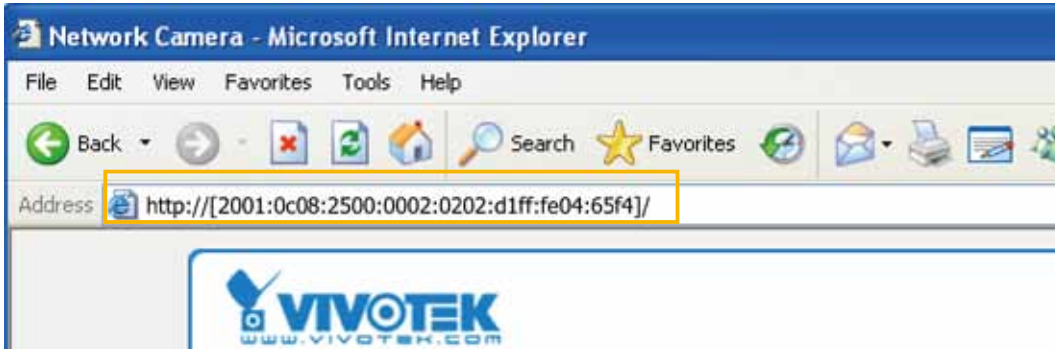 Network Camera - Microsoft Internet Explorer
File Edit View Favorites Tools Help
Back Search Favorites
Address http://[2001:0c08:2500:0002:0202:d1ff:fe04:65f4]/
VIVOTEK
www.vivotek.com